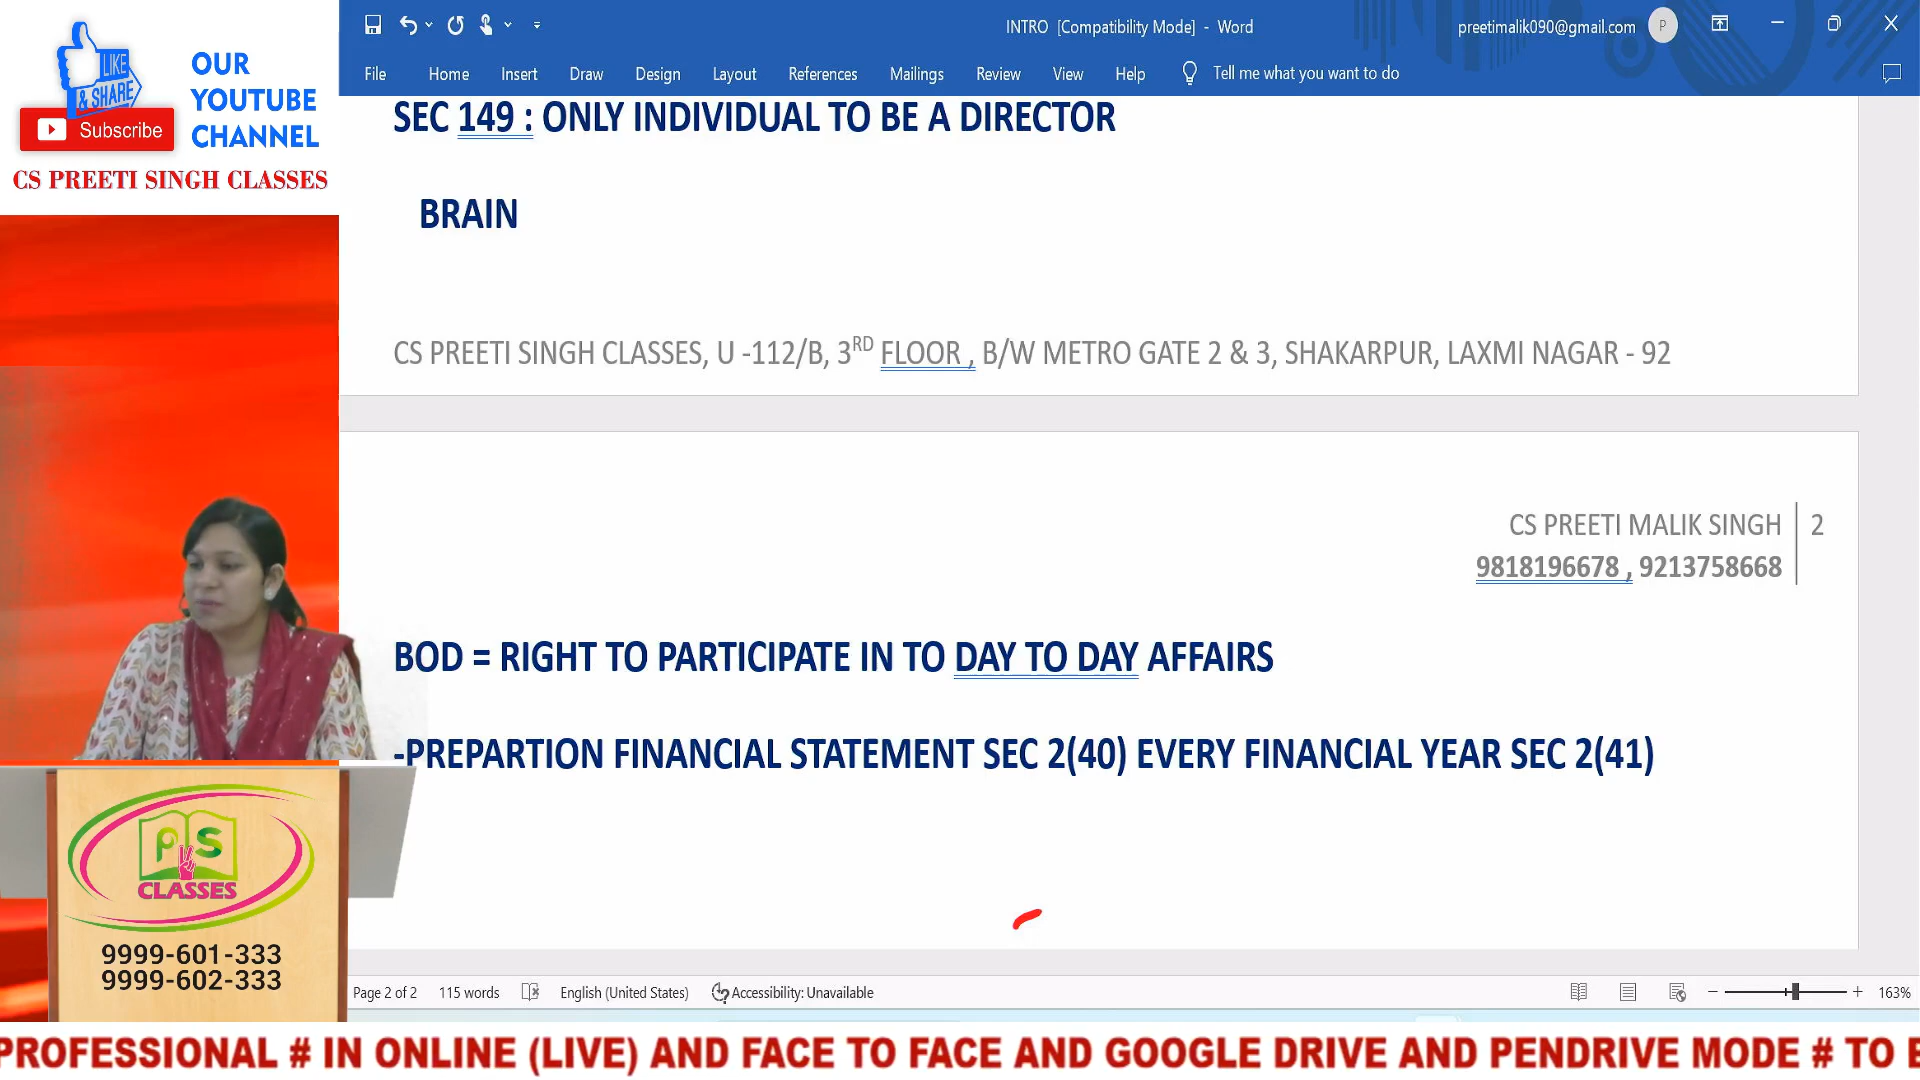 LIKE
& SHARE
Subscribe
OUR
YOUTUBE
CHANNEL
CS PREETI SINGH CLASSES
INTRO [Compatibility Mode] - Word
preetimalik090@gmail.com
P
File Home Insert Draw Design Layout References Mailings Review View Help Tell me what you want to do
SEC 149 : ONLY INDIVIDUAL TO BE A DIRECTOR
BRAIN
CS PREETI SINGH CLASSES, U -112/B, 3RD FLOOR , B/W METRO GATE 2 & 3, SHAKARPUR, LAXMI NAGAR - 92
CS PREETI MALIK SINGH 2
9818196678 , 9213758668
BOD = RIGHT TO PARTICIPATE IN TO DAY TO DAY AFFAIRS
-PREPARTION FINANCIAL STATEMENT SEC 2(40) EVERY FINANCIAL YEAR SEC 2(41)
PS
CLASSES
9999-601-333
9999-602-333
Page 2 of 2 115 words English (United States) Accessibility: Unavailable 163%
PROFESSIONAL # IN ONLINE (LIVE) AND FACE TO FACE AND GOOGLE DRIVE AND PENDRIVE MODE # TO